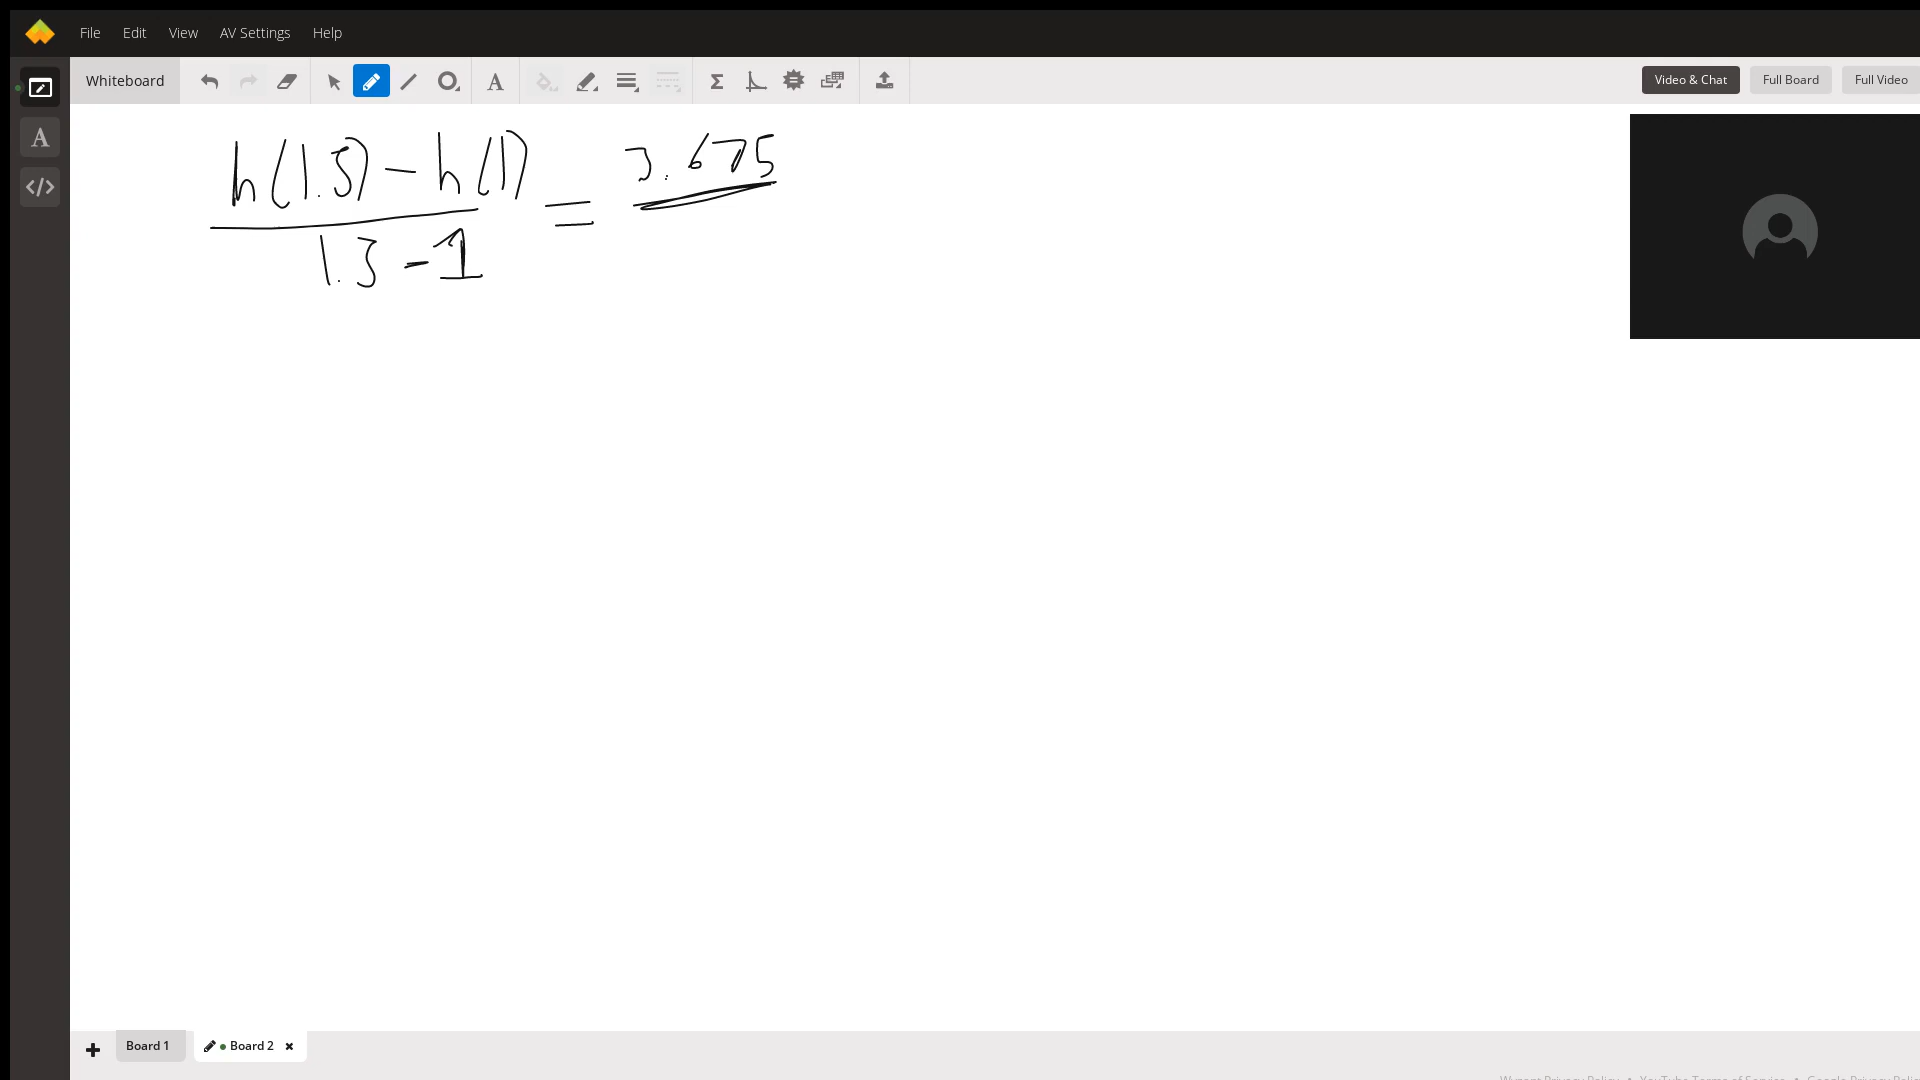 File Edit View AV Settings Help
Whiteboard
Video & Chat Full Board Full Video
h(1.5) - h(1) = 3.675
1.3 - 1
Board 1 Board 2